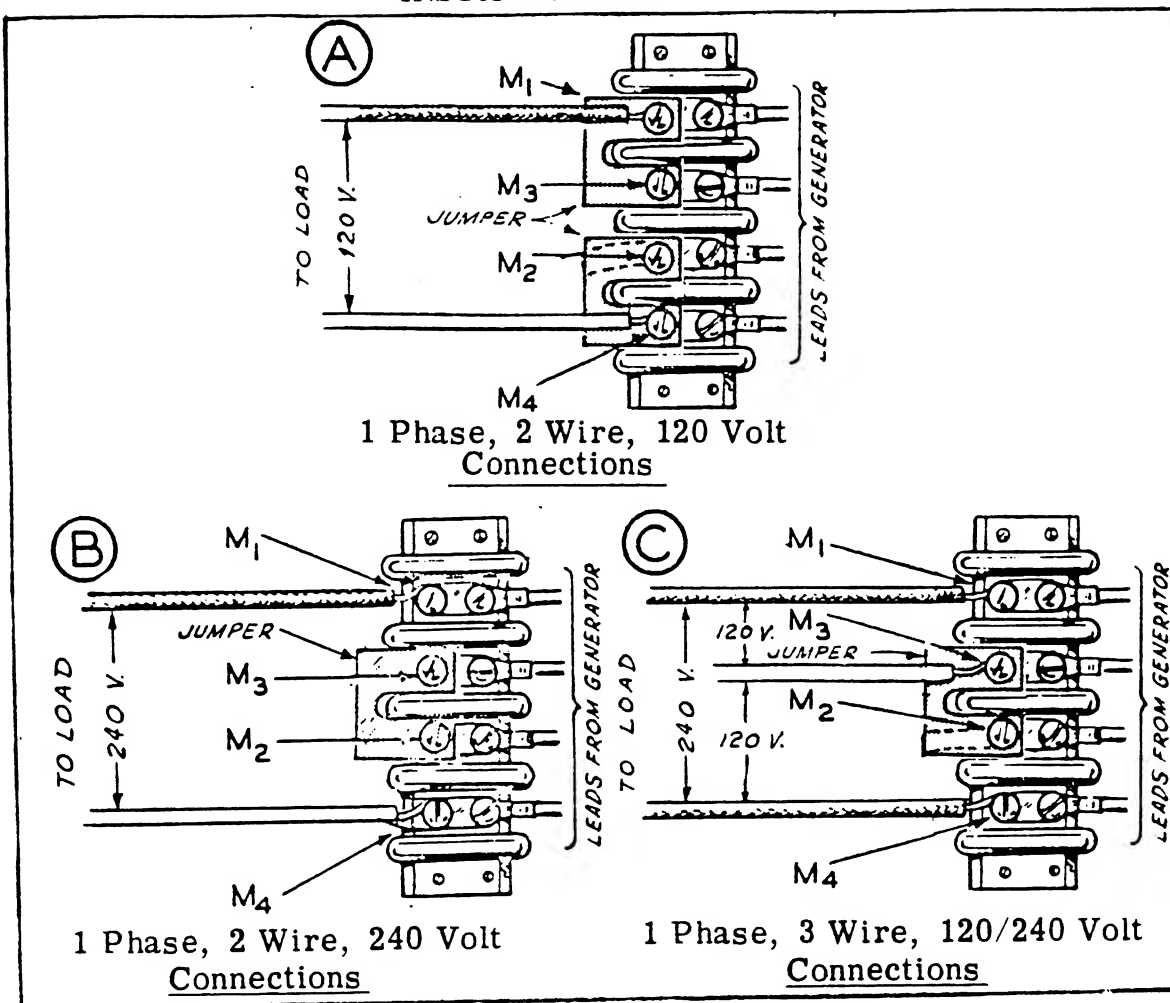 A
M1
M3
JUMPER
M2
M4
TO LOAD
120 V.
LEADS FROM GENERATOR
1 Phase, 2 Wire, 120 Volt
Connections
B
M1
JUMPER
M3
M2
M4
TO LOAD
240 V.
LEADS FROM GENERATOR
1 Phase, 2 Wire, 240 Volt
Connections
C
M1
M3
120 V.
JUMPER
M2
240 V.
120 V.
M4
TO LOAD
LEADS FROM GENERATOR
1 Phase, 3 Wire, 120/240 Volt
Connections